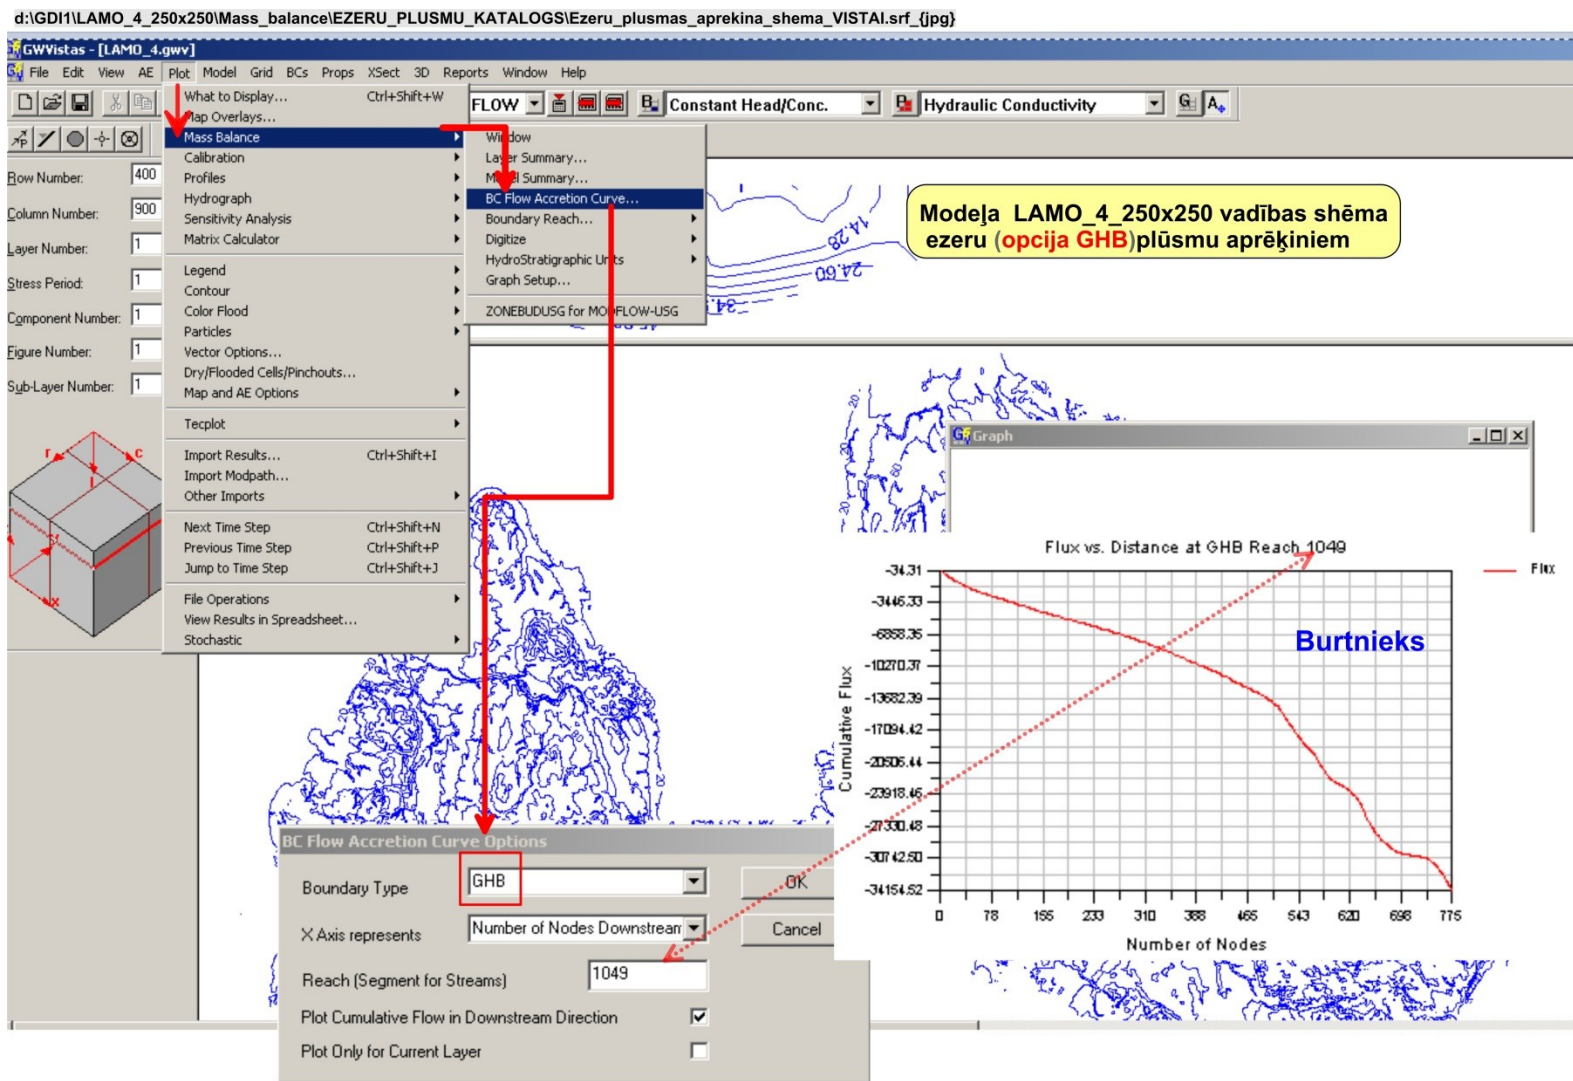 d:\GDI1\LAMO_4_250x250\Mass_balance\EZERU_PLUSMU_KATALOGS\Ezeru_plusmas_aprekina_shema_VISTAI.srf_{jpg}
GWVistas - [LAMO_4.gwv]
File Edit View AE Plot Model Grid BCs Props XSect 3D Reports Window Help
FLOW Constant Head/Conc. Hydraulic Conductivity
Row Number: 400
Column Number: 900
Layer Number: 1
Stress Period: 1
Component Number: 1
Figure Number: 1
Sub-Layer Number: 1
r c
What to Display... Ctrl+Shift+W
Map Overlays...
Mass Balance
Calibration
Profiles
Hydrograph
Sensitivity Analysis
Matrix Calculator
Legend
Contour
Color Flood
Particles
Vector Options...
Dry/Flooded Cells/Pinchouts...
Map and AE Options
Tecplot
Import Results... Ctrl+Shift+I
Import Modpath...
Other Imports
Next Time Step Ctrl+Shift+N
Previous Time Step Ctrl+Shift+P
Jump to Time Step Ctrl+Shift+J
File Operations
View Results in Spreadsheet...
Stochastic
Window
Layer Summary...
Model Summary...
BC Flow Accretion Curve...
Boundary Reach...
Digitize
HydroStratigraphic Units
Graph Setup...
ZONEBUDUSG for MODFLOW-USG
14.28
24.60
Modeļa LAMO_4_250x250 vadības shēma
ezeru (opcija GHB)plūsmu aprēķiniem
Graph
Flux vs. Distance at GHB Reach 1049
Flux
Burtnieks
Cumulative Flux
-34.31
-3446.33
-6858.35
-10270.37
-13682.39
-17094.42
-20506.44
-23918.46
-27330.48
-30742.50
-34154.52
0 78 155 233 310 388 465 543 620 698 775
Number of Nodes
BC Flow Accretion Curve Options
Boundary Type GHB OK
X Axis represents Number of Nodes Downstream Cancel
Reach (Segment for Streams) 1049
Plot Cumulative Flow in Downstream Direction
Plot Only for Current Layer